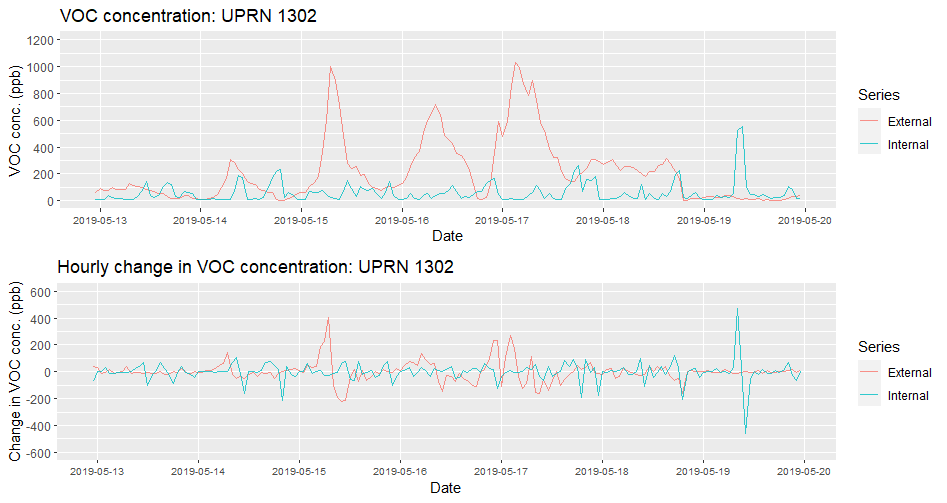 VOC concentration: UPRN 1302
VOC conc. (ppb)
1200
1000
800
600
400
200
0
2019-05-13 2019-05-14 2019-05-15 2019-05-16 2019-05-17 2019-05-18 2019-05-19 2019-05-20
Date
Series
External
Internal
Hourly change in VOC concentration: UPRN 1302
Change in VOC conc. (ppb)
600
400
200
0
-200
-400
-600
2019-05-13 2019-05-14 2019-05-15 2019-05-16 2019-05-17 2019-05-18 2019-05-19 2019-05-20
Date
Series
External
Internal